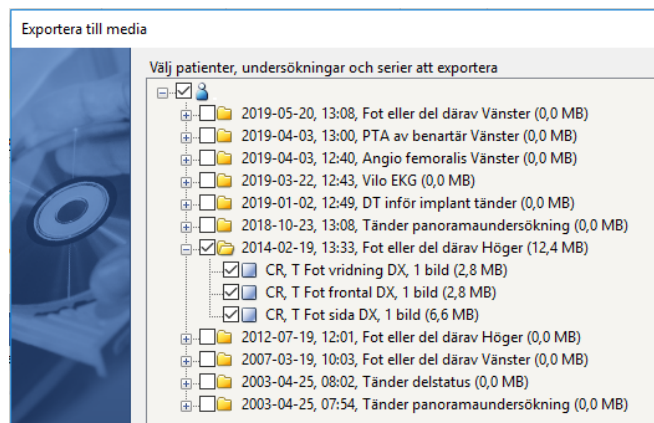 Exportera till media
Välj patienter, undersökningar och serier att exportera
2019-05-20, 13:08, Fot eller del därav Vänster (0,0 MB)
2019-04-03, 13:00, PTA av benartär Vänster (0,0 MB)
2019-04-03, 12:40, Angio femoralis Vänster (0,0 MB)
2019-03-22, 12:43, Vilo EKG (0,0 MB)
2019-01-02, 12:49, DT inför implant tänder (0,0 MB)
2018-10-23, 13:08, Tänder panoramaundersökning (0,0 MB)
2014-02-19, 13:33, Fot eller del därav Höger (12,4 MB)
CR, T Fot vridning DX, 1 bild (2,8 MB)
CR, T Fot frontal DX, 1 bild (2,8 MB)
CR, T Fot sida DX, 1 bild (6,6 MB)
2012-07-19, 12:01, Fot eller del därav Höger (0,0 MB)
2007-03-19, 10:03, Fot eller del därav Vänster (0,0 MB)
2003-04-25, 08:02, Tänder delstatus (0,0 MB)
2003-04-25, 07:54, Tänder panoramaundersökning (0,0 MB)